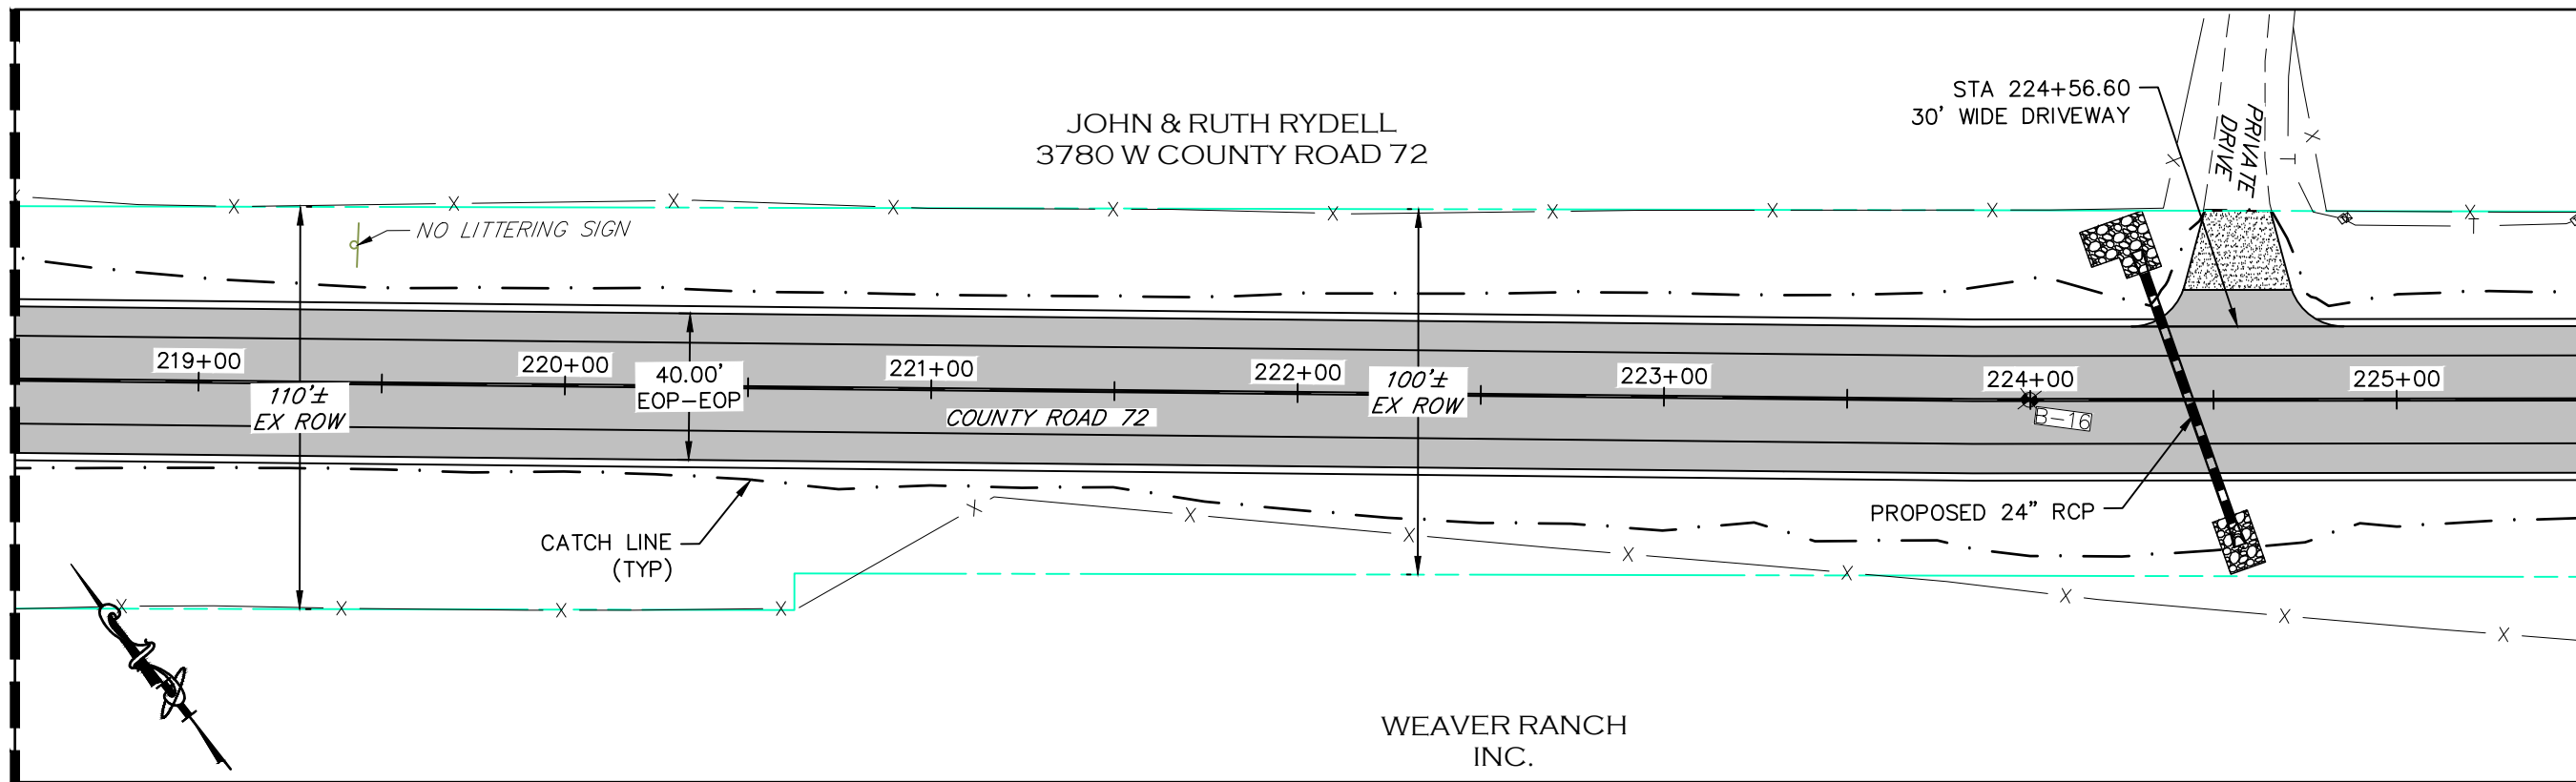 STA 224+56.60
30' WIDE DRIVEWAY
PRIVATE
DRIVE
JOHN & RUTH RYDELL
3780 W COUNTY ROAD 72
NO LITTERING SIGN
219+00
220+00
221+00
222+00
223+00
224+00
225+00
110'±
EX ROW
40.00'
EOP-EOP
100'±
EX ROW
COUNTY ROAD 72
B-16
PROPOSED 24" RCP
CATCH LINE
(TYP)
WEAVER RANCH
INC.